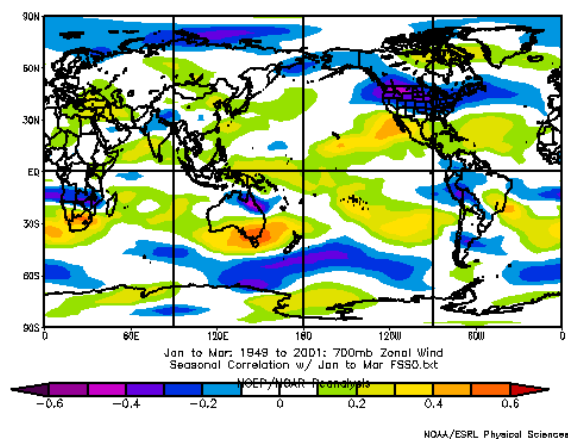 90N
60N
30N
EQ
30S
60S
90S
0 60E 120E 180 120W 60W 0
Jan to Mar: 1949 to 2001: 700mb Zonal Wind
Seasonal Correlation w/ Jan to Mar FSSO.txt
NCEP/NCAR Reanalysis
-0.6 -0.4 -0.2 0 0.2 0.4 0.6
NOAA/ESRL Physical Sciences